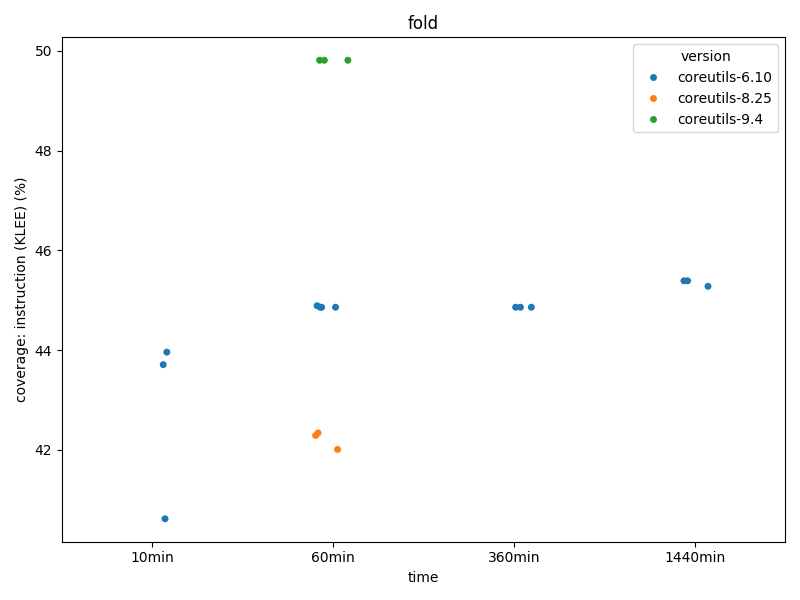 fold
coverage: instruction (KLEE) (%)
50
48
46
44
42
version
coreutils-6.10
coreutils-8.25
coreutils-9.4
10min
60min
360min
1440min
time